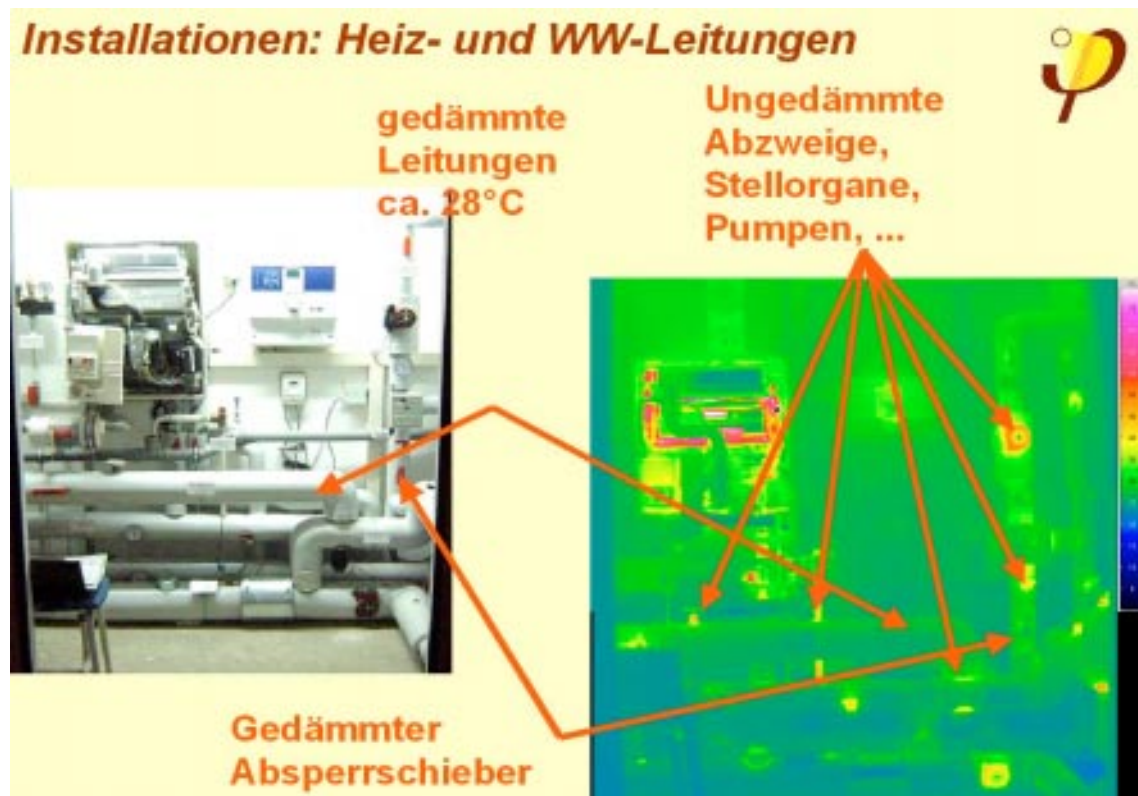 Installationen: Heiz- und WW-Leitungen
gedämmte
Leitungen
ca. 28°C
Ungedämmte
Abzweige,
Stellorgane,
Pumpen, ...
Gedämmter
Absperrschieber